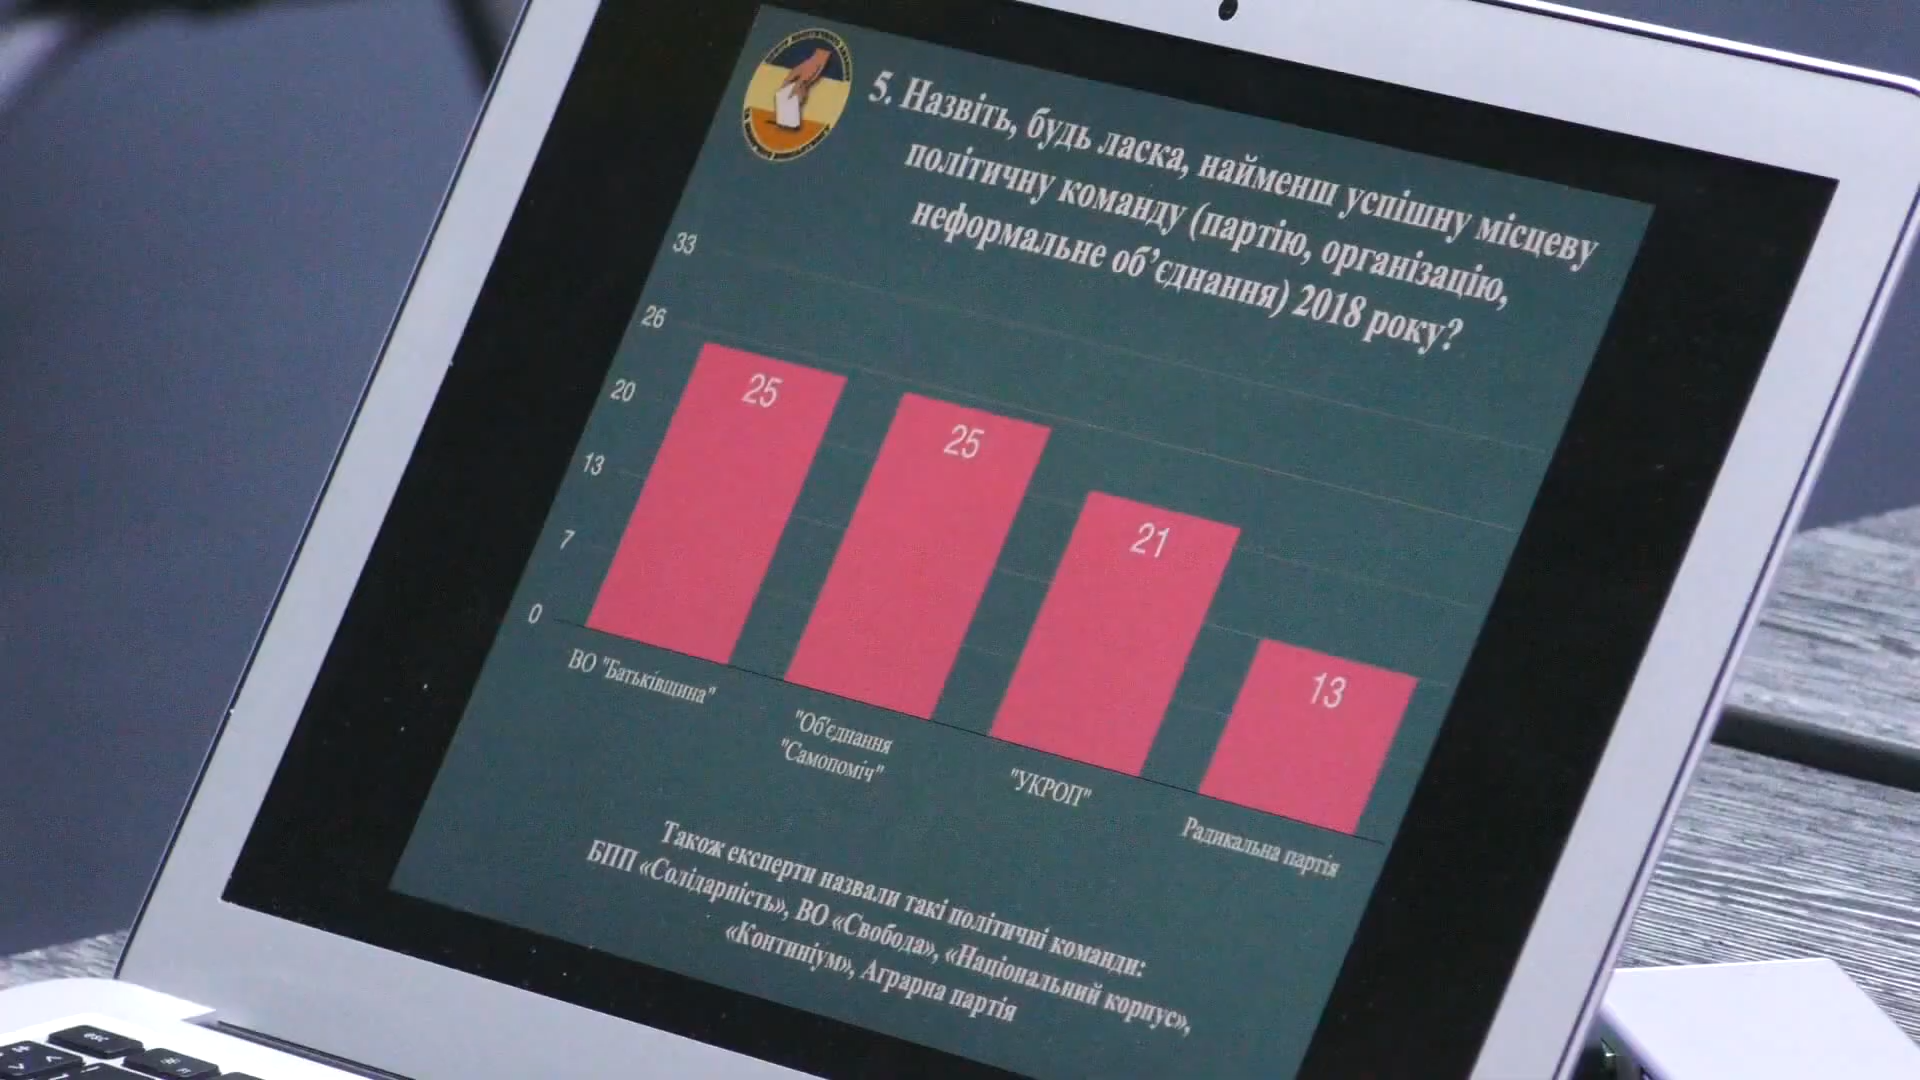 5. Назвіть, будь ласка, найменш успішну місцеву
політичну команду (партію, організацію,
неформальне об’єднання) 2018 року?
33
26
20
13
7
0
25
25
21
13
ВО "Батьківщина"
"Об'єднання
"Самопоміч"
"УКРОП"
Радикальна партія
Також експерти назвали такі політичні команди:
БПП «Солідарність», ВО «Свобода», «Національний корпус»,
«Континіум», Аграрна партія
esc